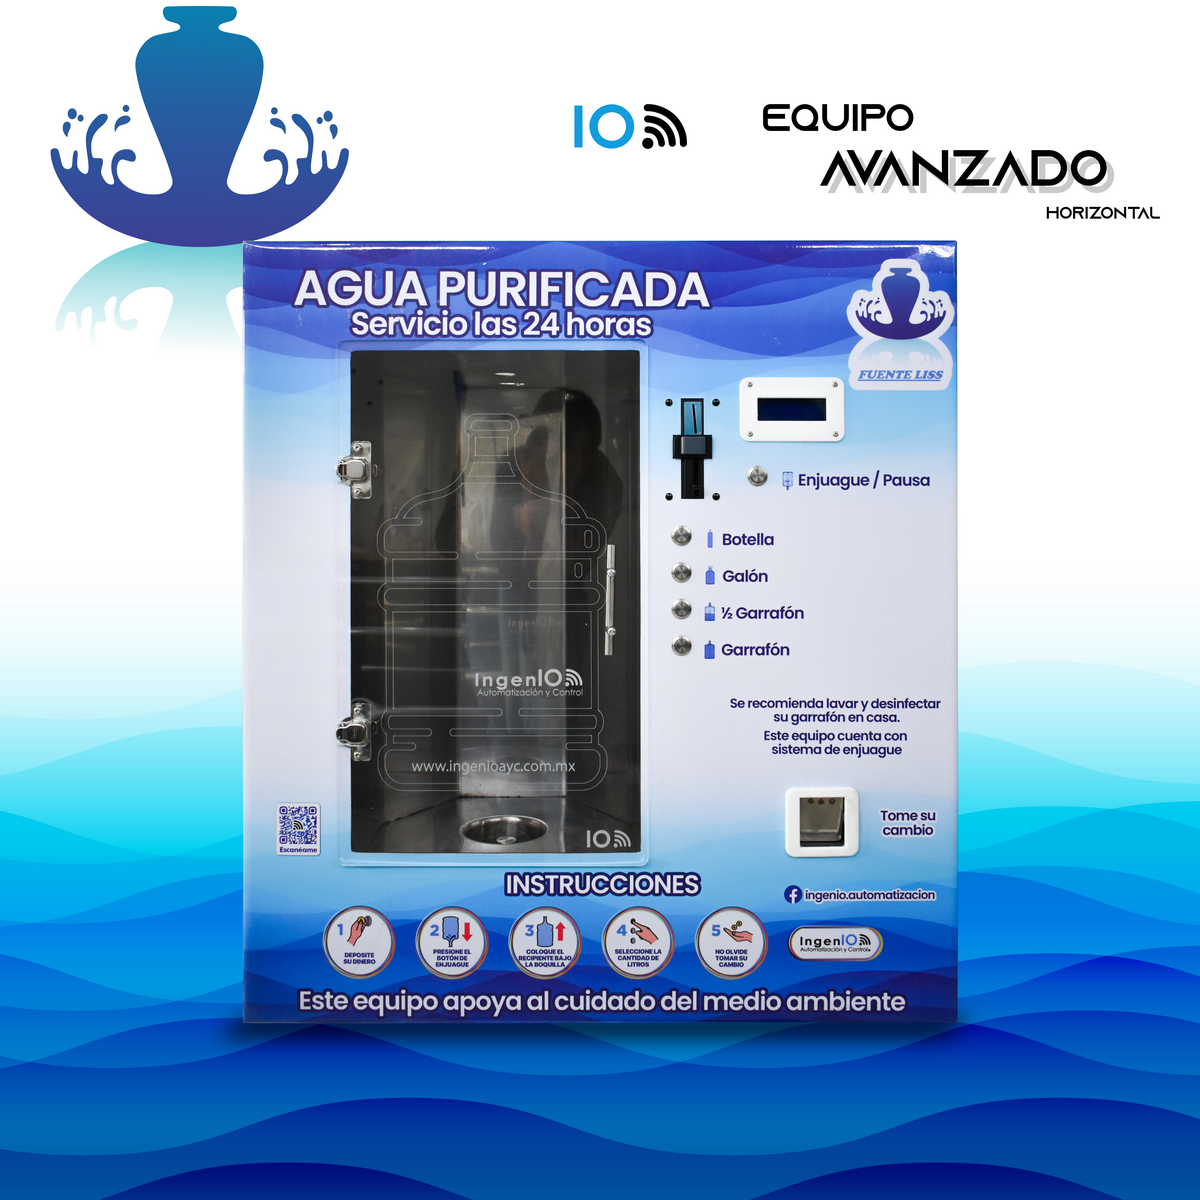 IO
EQUIPO
AVANZADO
HORIZONTAL
AGUA PURIFICADA
Servicio las 24 horas
FUENTE LISS
Enjuague / Pausa
Botella
Galón
½ Garrafón
Garrafón
IngenIO
IngenIO
Automatización y Control
www.ingenioayc.com.mx
IO
Se recomienda lavar y desinfectar
su garrafón en casa.
Este equipo cuenta con
sistema de enjuague
Tome su
cambio
Escanéame
INSTRUCCIONES
ingenio.automatizacion
1
DEPOSITE
SU DINERO
2
PRESIONE EL
BOTÓN DE
ENJUAGUE
3
COLOQUE EL
RECIPIENTE BAJO
LA BOQUILLA
4
SELECCIONE LA
CANTIDAD DE
LITROS
5
NO OLVIDE
TOMAR SU
CAMBIO
IngenIO
Automatización y Control
Este equipo apoya al cuidado del medio ambiente